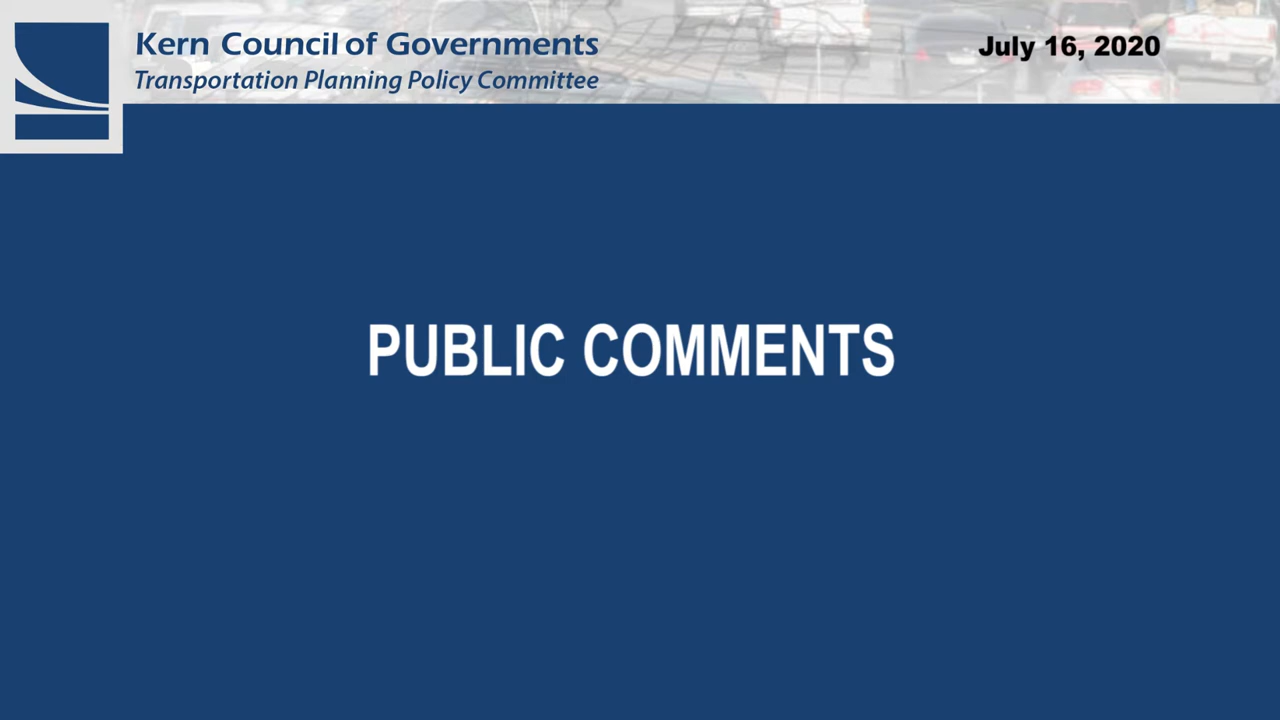 Kern Council of Governments
Transportation Planning Policy Committee
July 16, 2020
PUBLIC COMMENTS